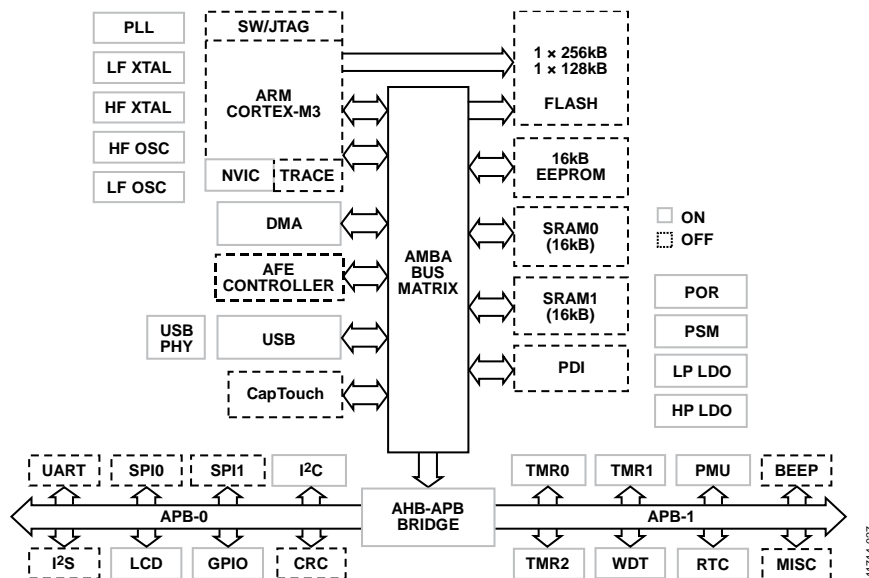 PLL
LF XTAL
HF XTAL
HF OSC
LF OSC
SW/JTAG
ARM
CORTEX-M3
NVIC
TRACE
DMA
AFE
CONTROLLER
USB
PHY
USB
CapTouch
AMBA
BUS
MATRIX
1 × 256kB
1 × 128kB
FLASH
16kB
EEPROM
SRAM0
(16kB)
SRAM1
(16kB)
PDI
ON
OFF
POR
PSM
LP LDO
HP LDO
UART
SPI0
SPI1
I²C
TMR0
TMR1
PMU
BEEP
APB-0
AHB-APB
BRIDGE
APB-1
I²S
LCD
GPIO
CRC
TMR2
WDT
RTC
MISC